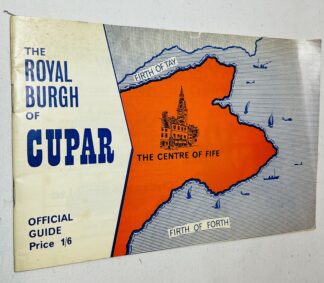 THE
ROYAL
BURGH
OF
CUPAR
OFFICIAL
GUIDE
Price 1/6
FIRTH OF TAY
THE CENTRE OF FIFE
FIRTH OF FORTH